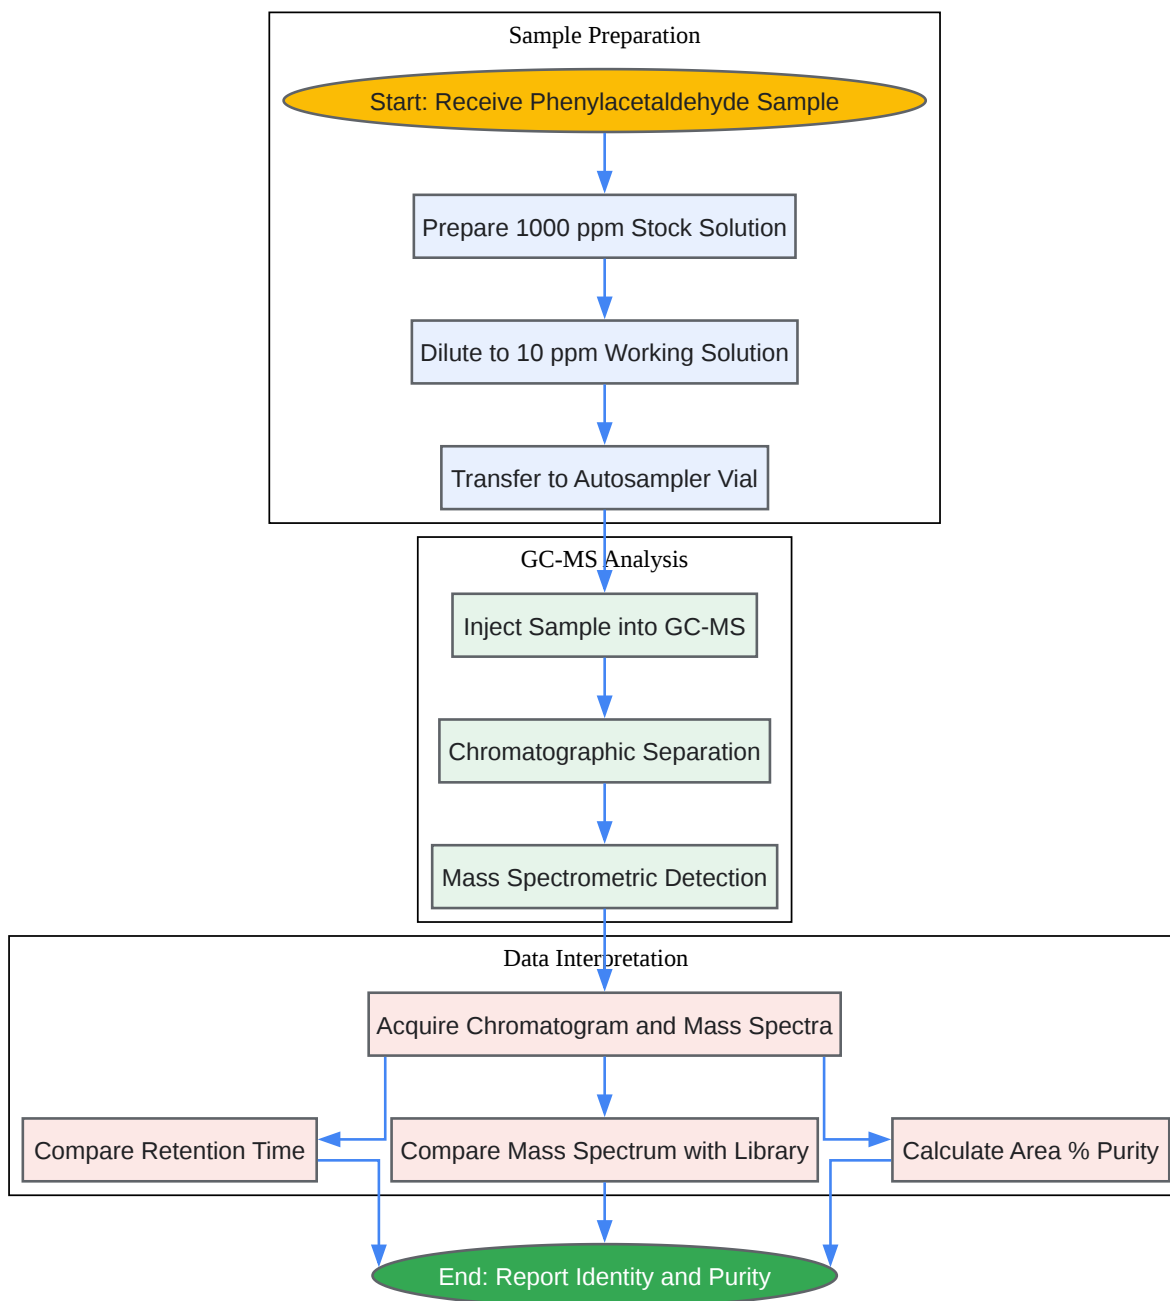 Sample Preparation
Start: Receive Phenylacetaldehyde Sample
Prepare 1000 ppm Stock Solution
Dilute to 10 ppm Working Solution
Transfer to Autosampler Vial
GC-MS Analysis
Inject Sample into GC-MS
Chromatographic Separation
Mass Spectrometric Detection
Data Interpretation
Acquire Chromatogram and Mass Spectra
Compare Retention Time
Compare Mass Spectrum with Library
Calculate Area % Purity
End: Report Identity and Purity